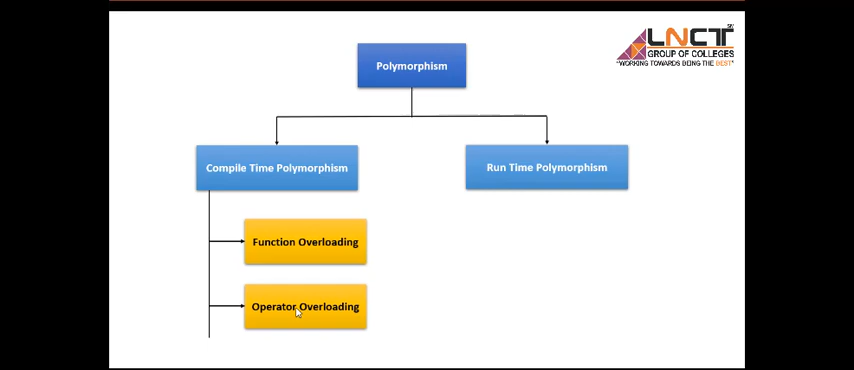 LNCT
GROUP OF COLLEGES
"WORKING TOWARDS BEING THE BEST"
Polymorphism
Compile Time Polymorphism
Run Time Polymorphism
Function Overloading
Operator Overloading